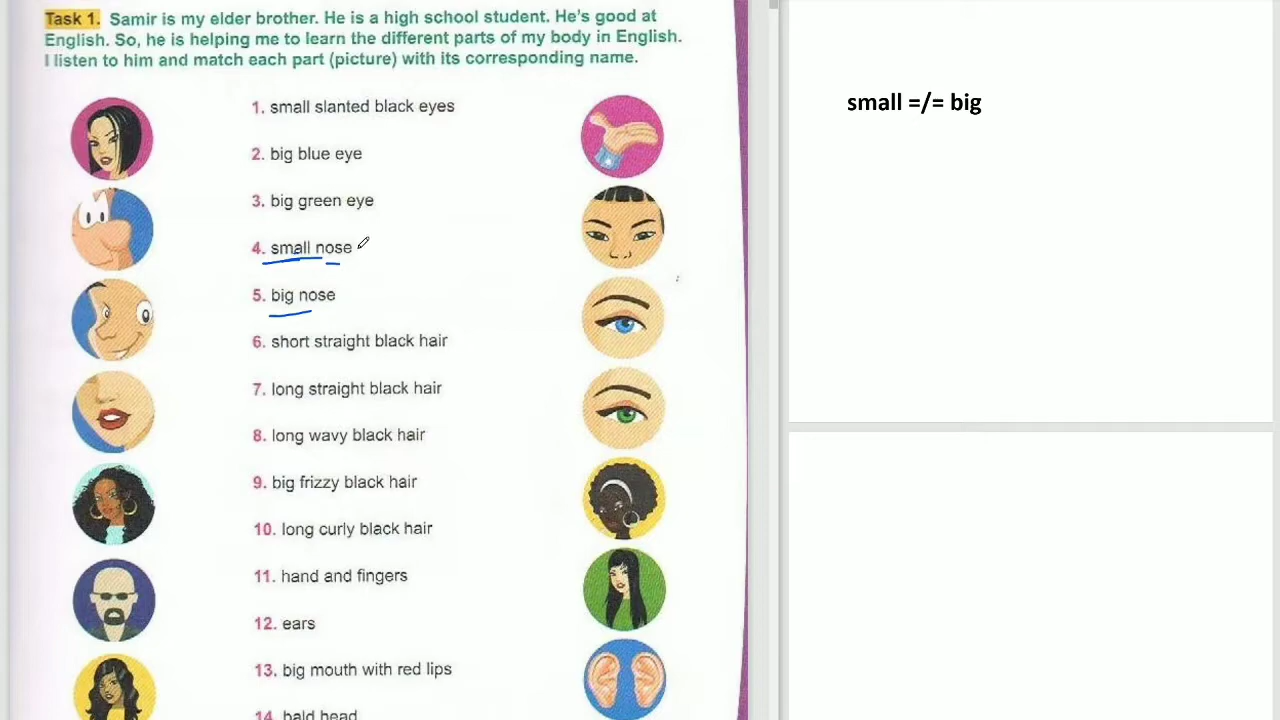 Task 1. Samir is my elder brother. He is a high school student. He's good at
English. So, he is helping me to learn the different parts of my body in English.
I listen to him and match each part (picture) with its corresponding name.
1. small slanted black eyes
2. big blue eye
3. big green eye
4. small nose
5. big nose
6. short straight black hair
7. long straight black hair
8. long wavy black hair
9. big frizzy black hair
10. long curly black hair
11. hand and fingers
12. ears
13. big mouth with red lips
14. bald head
small =/= big